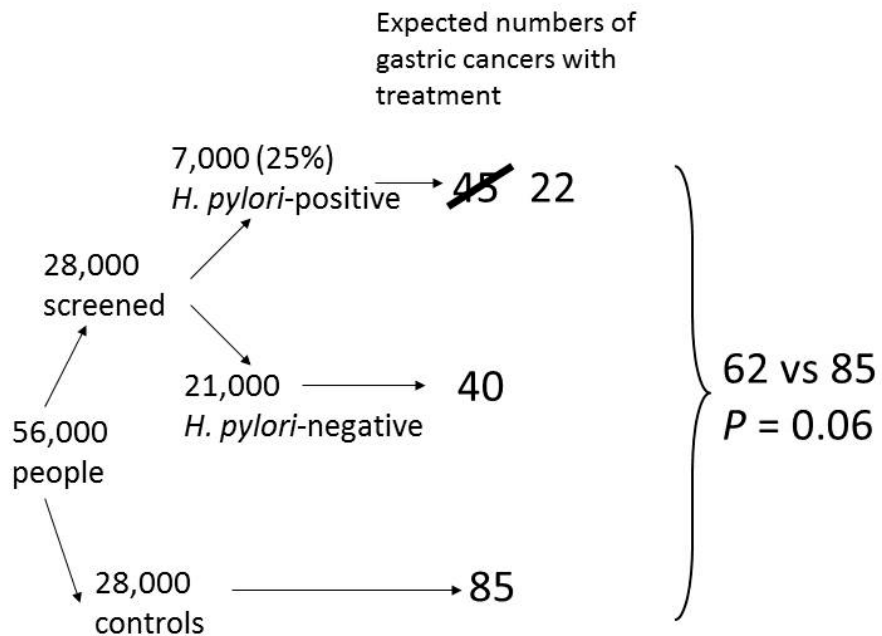 Expected numbers of
gastric cancers with
treatment
7,000 (25%)
H. pylori-positive
45 22
28,000
screened
21,000
H. pylori-negative
40
62 vs 85
P = 0.06
56,000
people
28,000
controls
85